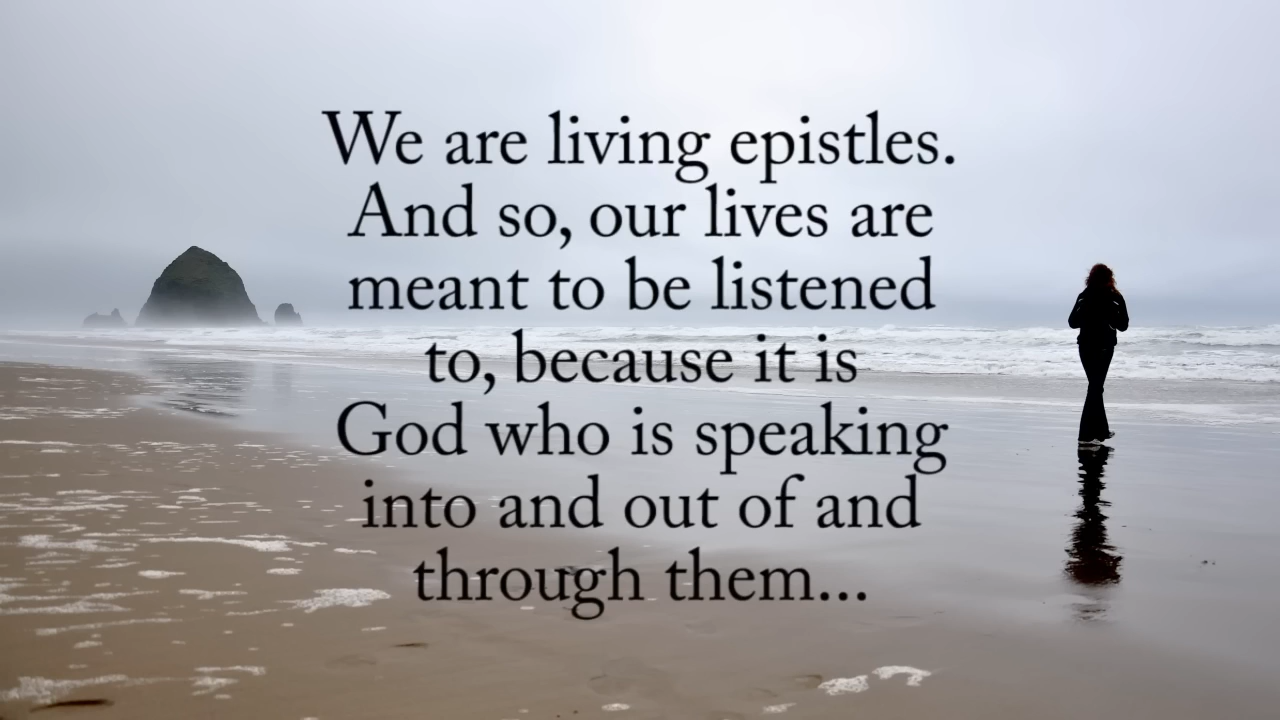 We are living epistles.
And so, our lives are
meant to be listened
to, because it is
God who is speaking
into and out of and
through them...